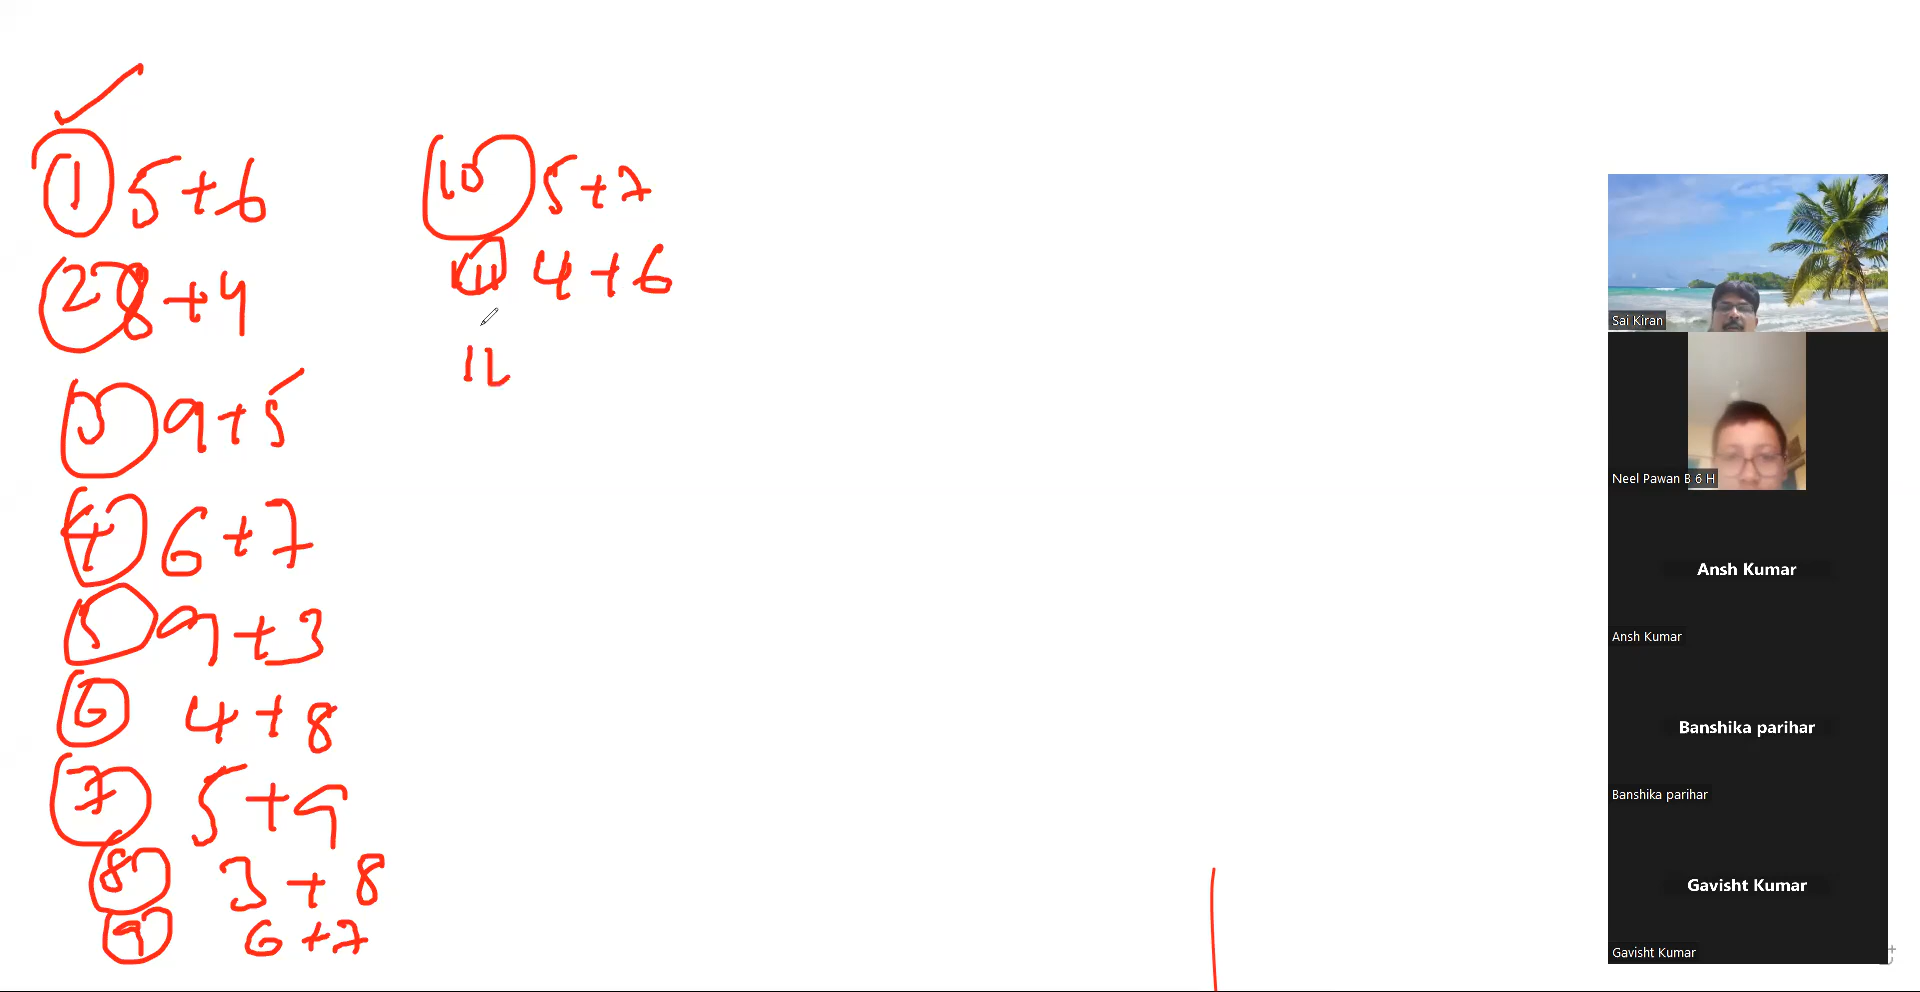 1 5+6
2 8+4
3 9+5
4 6+7
5 9+3
6 4+8
7 5+9
8 3+8
9 6+7
10 5+7
11 4+6
12
Sai Kiran
Neel Pawan B 6 H
Ansh Kumar
Ansh Kumar
Banshika parihar
Banshika parihar
Gavisht Kumar
Gavisht Kumar